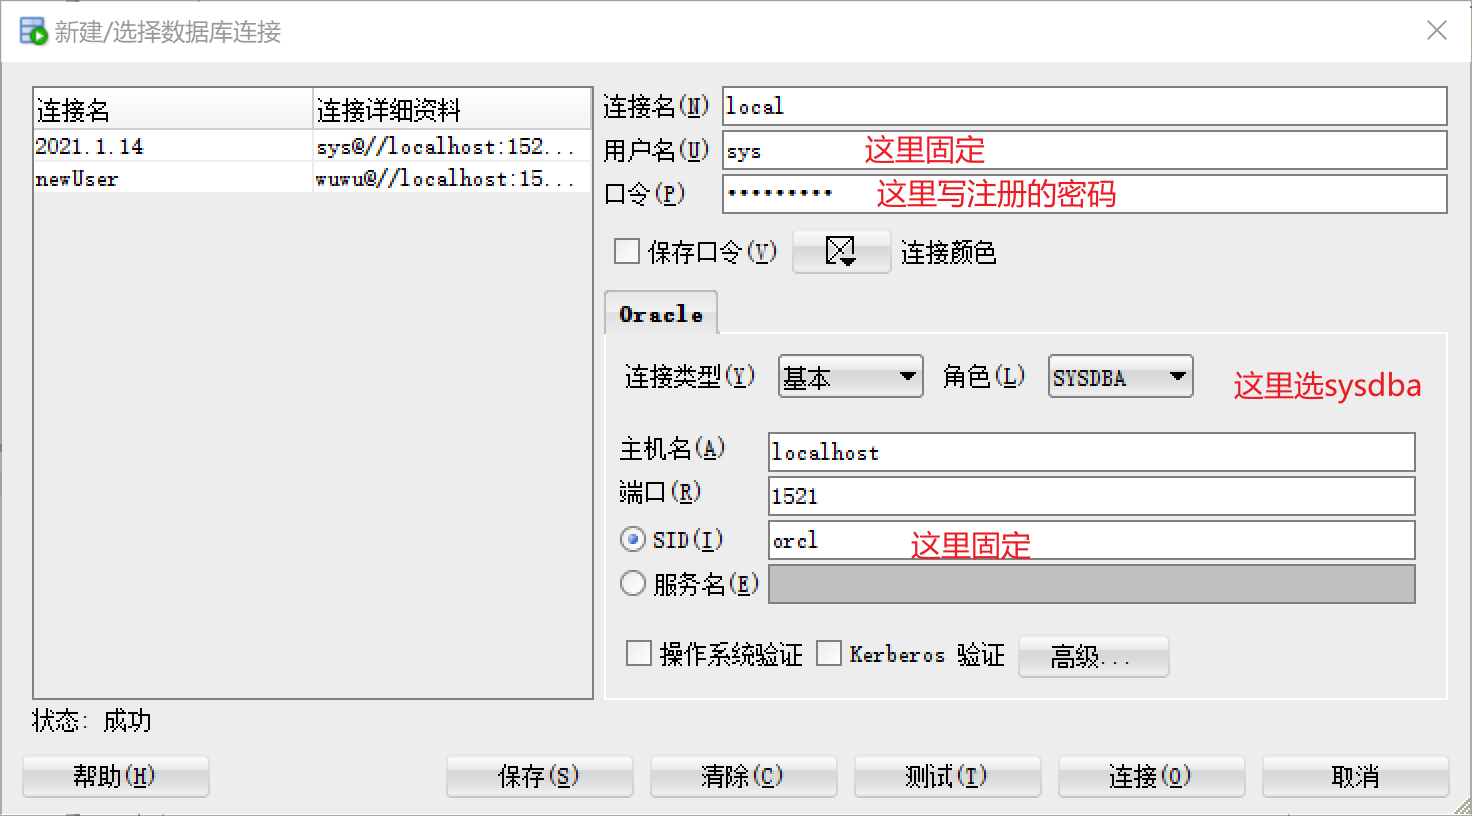 新建/选择数据库连接
连接名 连接详细资料
2021.1.14 sys@//localhost:152...
newUser wuwu@//localhost:15...
连接名(N) local
用户名(U) sys 这里固定
口令(P) ••••••••• 这里写注册的密码
保存口令(V) 连接颜色
Oracle
连接类型(Y) 基本 角色(L) SYSDBA 这里选sysdba
主机名(A) localhost
端口(R) 1521
SID(I) orcl 这里固定
服务名(E)
操作系统验证 Kerberos 验证 高级...
状态: 成功
帮助(H) 保存(S) 清除(C) 测试(T) 连接(O) 取消